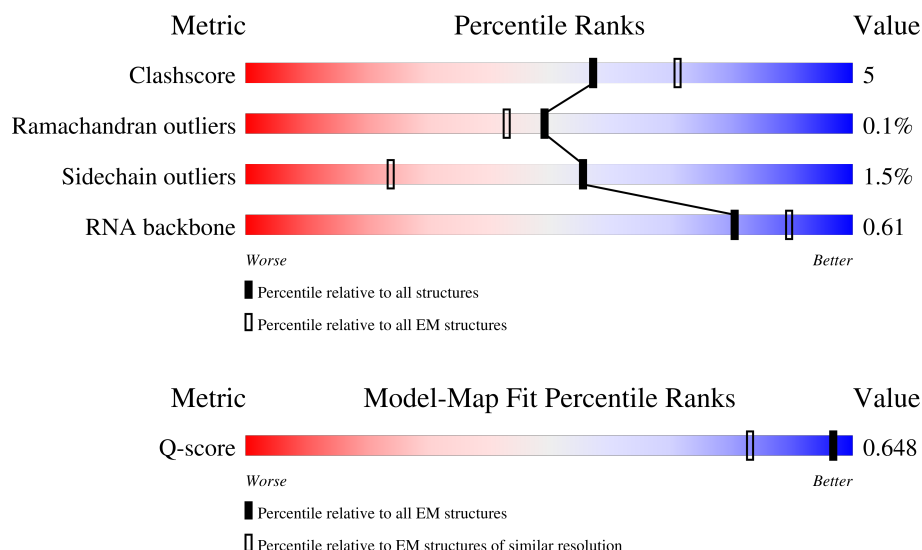 Metric Percentile Ranks Value
Clashscore 5
Ramachandran outliers 0.1%
Sidechain outliers 1.5%
RNA backbone 0.61
Worse Better
Percentile relative to all structures
Percentile relative to all EM structures
Metric Model-Map Fit Percentile Ranks Value
Q-score 0.648
Worse Better
Percentile relative to all EM structures
Percentile relative to EM structures of similar resolution